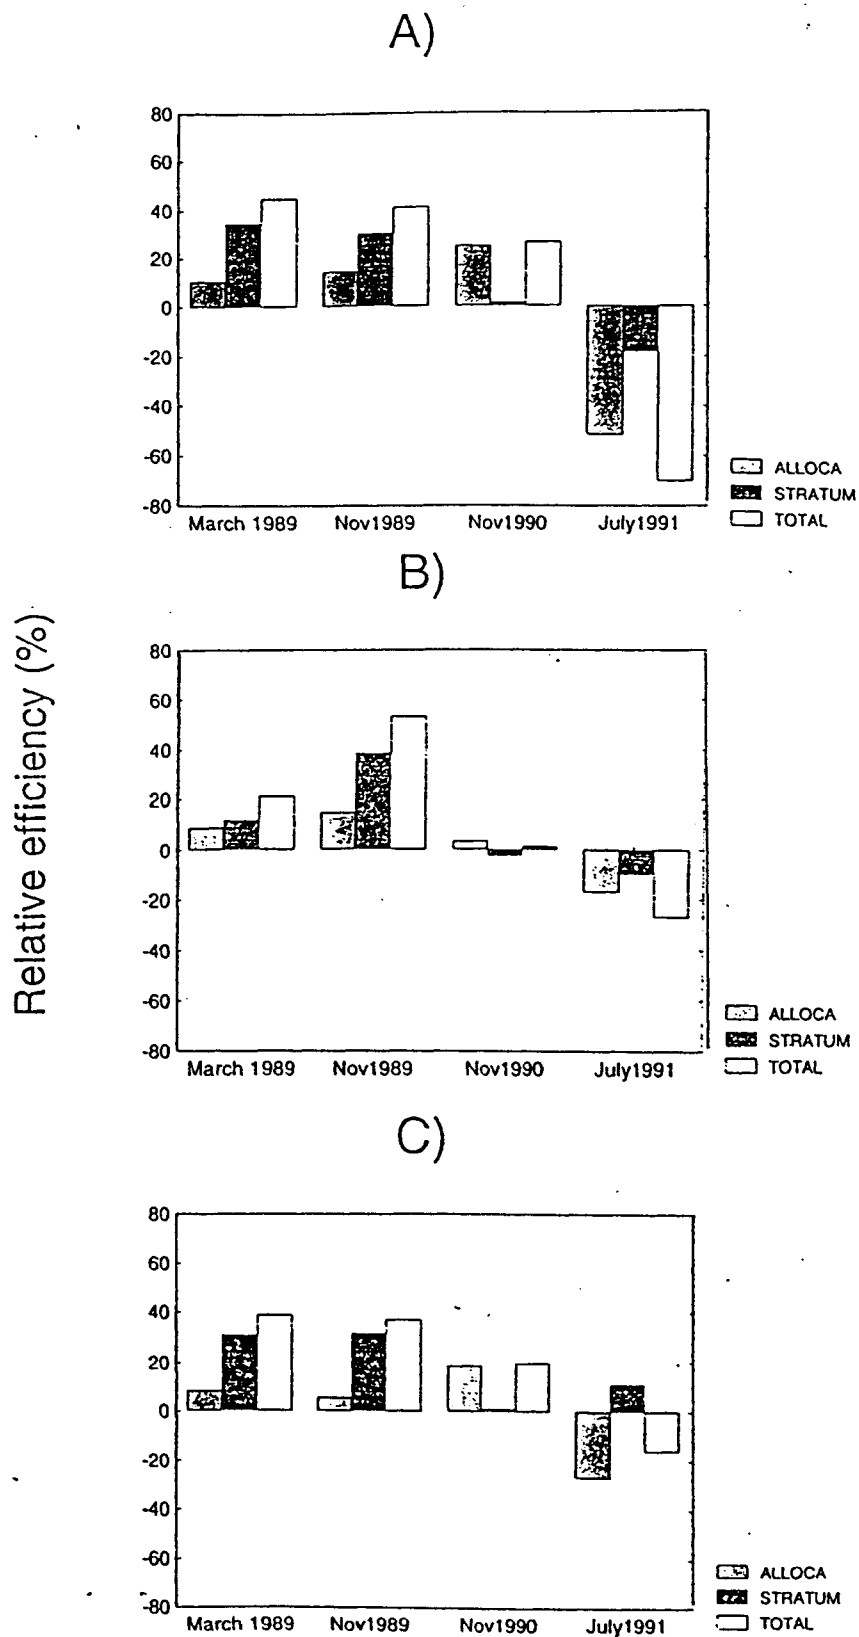 A)
80
60
40
20
0
-20
-40
-60
-80
March 1989 Nov1989 Nov1990 July1991
ALLOCA
STRATUM
TOTAL
B)
Relative efficiency (%)
80
60
40
20
0
-20
-40
-60
-80
March 1989 Nov1989 Nov1990 July1991
ALLOCA
STRATUM
TOTAL
C)
80
60
40
20
0
-20
-40
-60
-80
March 1989 Nov1989 Nov1990 July1991
ALLOCA
STRATUM
TOTAL